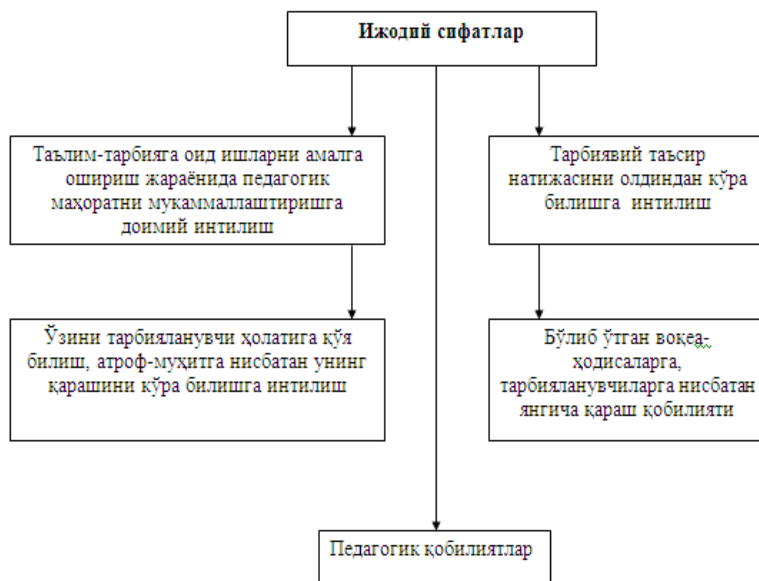 Ижодий сифатлар
Таълим-тарбияга оид ишларни амалга
ошириш жараёнида педагогик
маҳоратни мукаммаллаштиришга
доимий интилиш
Тарбиявий таъсир
натижасини олдиндан кўра
билишга интилиш
Ўзини тарбияланувчи ҳолатига қўя
билиш, атроф-муҳитга нисбатан унинг
қарашини кўра билишга интилиш
Бўлиб ўтган воқеа-
ҳодисаларга,
тарбияланувчиларга нисбатан
янгича қараш қобилияти
Педагогик қобилиятлар